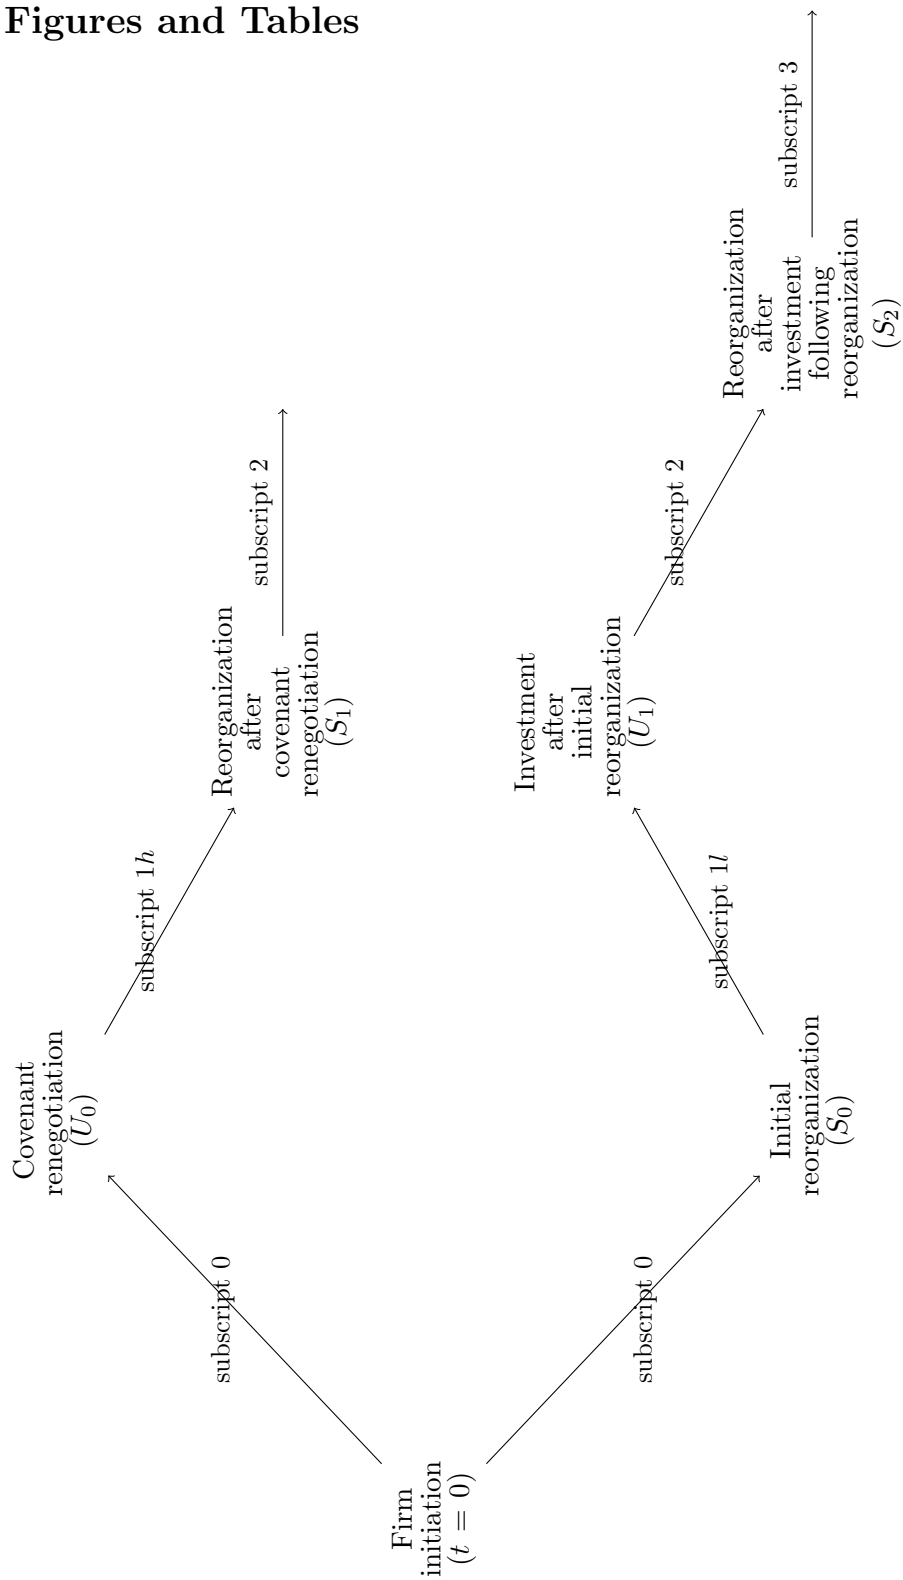 Figures and Tables
Firm
initiation
(t = 0)
subscript 0
subscript 0
Covenant
renegotiation
(U₀)
Initial
reorganization
(S₀)
subscript 1h
subscript 1l
Reorganization
after
covenant
renegotiation
(S₁)
Investment
after
initial
reorganization
(U₁)
subscript 2
subscript 2
Reorganization
after
investment
following
reorganization
(S₂)
subscript 3